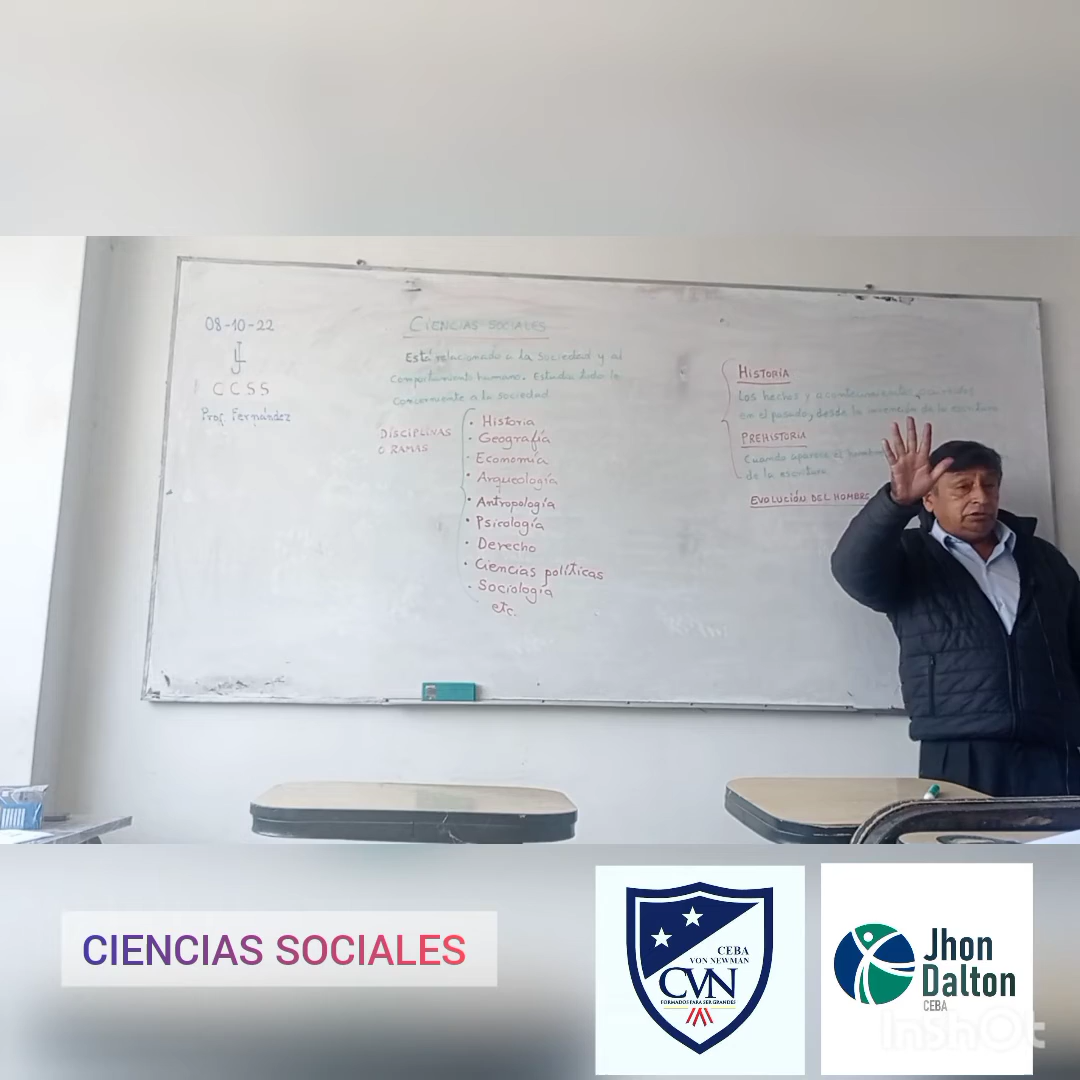 08-10-22
CCSS
Prof. Fernández
CIENCIAS SOCIALES
Está relacionado a la sociedad y al
comportamiento humano. Estudia todo lo
concerniente a la sociedad
DISCIPLINAS
O RAMAS
· Historia
· Geografía
· Economía
· Arqueología
· Antropología
· Psicología
· Derecho
· Ciencias políticas
· Sociología
etc.
HISTORIA
Los hechos y acontecimientos ocurridos
en el pasado, desde la invención de la escritura
PREHISTORIA
Cuando aparece el hombre
de la escritura
EVOLUCIÓN DEL HOMBRE
CIENCIAS SOCIALES
CEBA
VON NEWMAN
CVN
FORMADOS PARA SER GRANDES
Jhon
Dalton
CEBA
InShOt